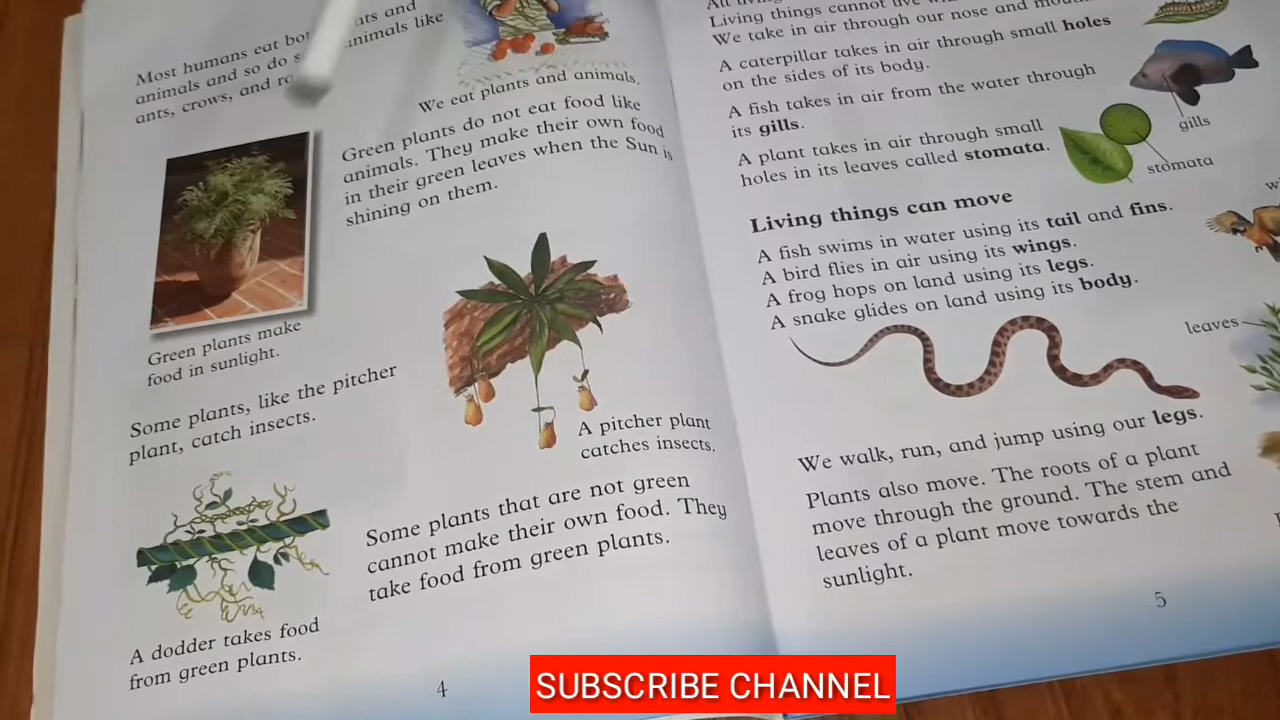 Most humans eat bot ats and
animals and so do s animals like
ants, crows, and ra
We eat plants and animals.
Green plants do not eat food like
animals. They make their own food
in their green leaves when the Sun is
shining on them.
Green plants make
food in sunlight.
Some plants, like the pitcher
plant, catch insects.
A pitcher plant
catches insects.
Some plants that are not green
cannot make their own food. They
take food from green plants.
A dodder takes food
from green plants.
4
Living things cannot
We take in air through our nose and
A caterpillar takes in air through small holes
on the sides of its body.
A fish takes in air from the water through
its gills.
gills
A plant takes in air through small
holes in its leaves called stomata.
stomata
Living things can move
A fish swims in water using its tail and fins.
A bird flies in air using its wings.
A frog hops on land using its legs.
A snake glides on land using its body.
leaves
We walk, run, and jump using our legs.
Plants also move. The roots of a plant
move through the ground. The stem and
leaves of a plant move towards the
sunlight.
5
SUBSCRIBE CHANNEL